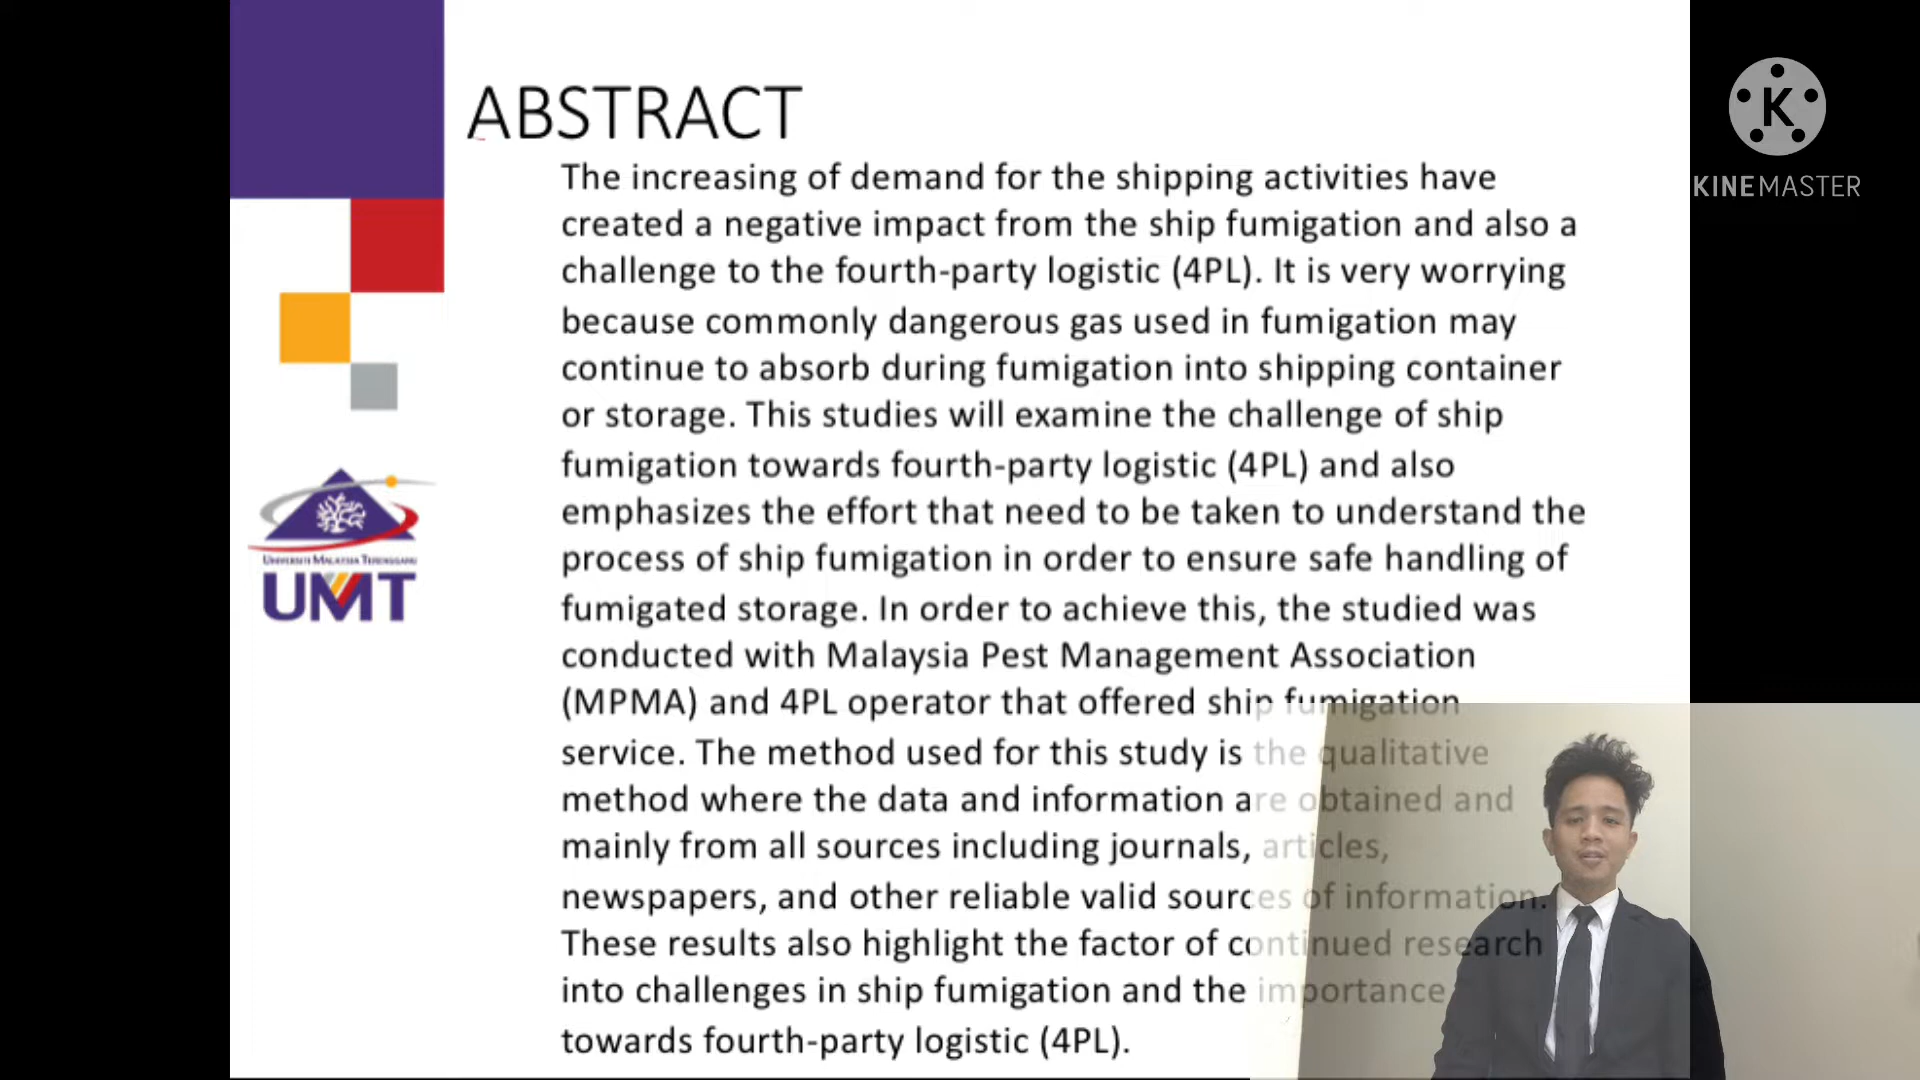 ABSTRACT
The increasing of demand for the shipping activities have
created a negative impact from the ship fumigation and also a
challenge to the fourth-party logistic (4PL). It is very worrying
because commonly dangerous gas used in fumigation may
continue to absorb during fumigation into shipping container
or storage. This studies will examine the challenge of ship
fumigation towards fourth-party logistic (4PL) and also
emphasizes the effort that need to be taken to understand the
process of ship fumigation in order to ensure safe handling of
fumigated storage. In order to achieve this, the studied was
conducted with Malaysia Pest Management Association
(MPMA) and 4PL operator that offered ship fumigation
service. The method used for this study is the qualitative
method where the data and information are obtained and
mainly from all sources including journals, articles,
newspapers, and other reliable valid sources of information.
These results also highlight the factor of continued research
into challenges in ship fumigation and the importance
towards fourth-party logistic (4PL).
UNIVERSITI MALAYSIA TERENGGANU
UMT
K
KINEMASTER